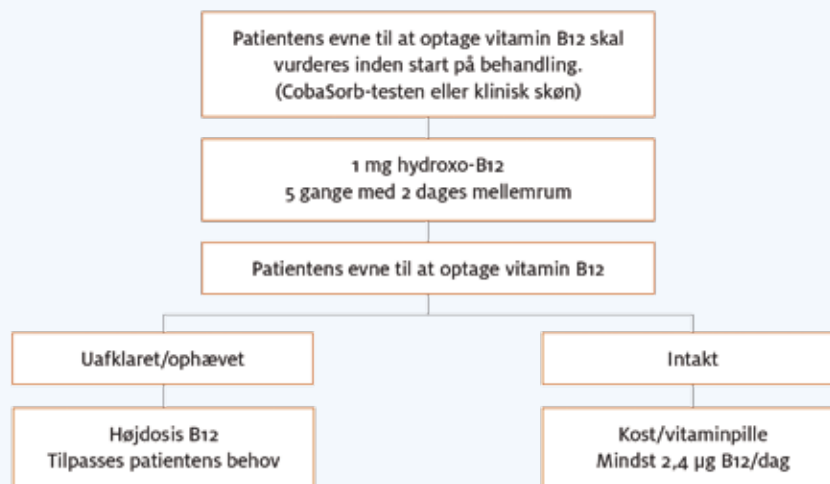 Patientens evne til at optage vitamin B12 skal
vurderes inden start på behandling.
(CobaSorb-testen eller klinisk skøn)
1 mg hydroxo-B12
5 gange med 2 dages mellemrum
Patientens evne til at optage vitamin B12
Uafklaret/ophævet
Intakt
Højdosis B12
Tilpasses patientens behov
Kost/vitaminpille
Mindst 2,4 µg B12/dag